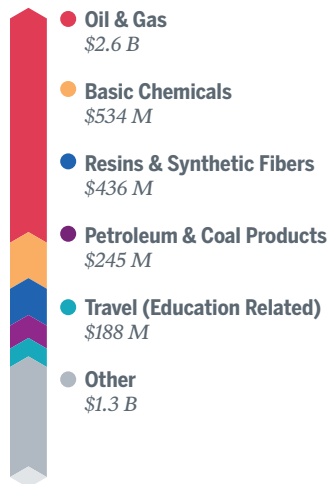 Oil & Gas
$2.6 B
Basic Chemicals
$534 M
Resins & Synthetic Fibers
$436 M
Petroleum & Coal Products
$245 M
Travel (Education Related)
$188 M
Other
$1.3 B